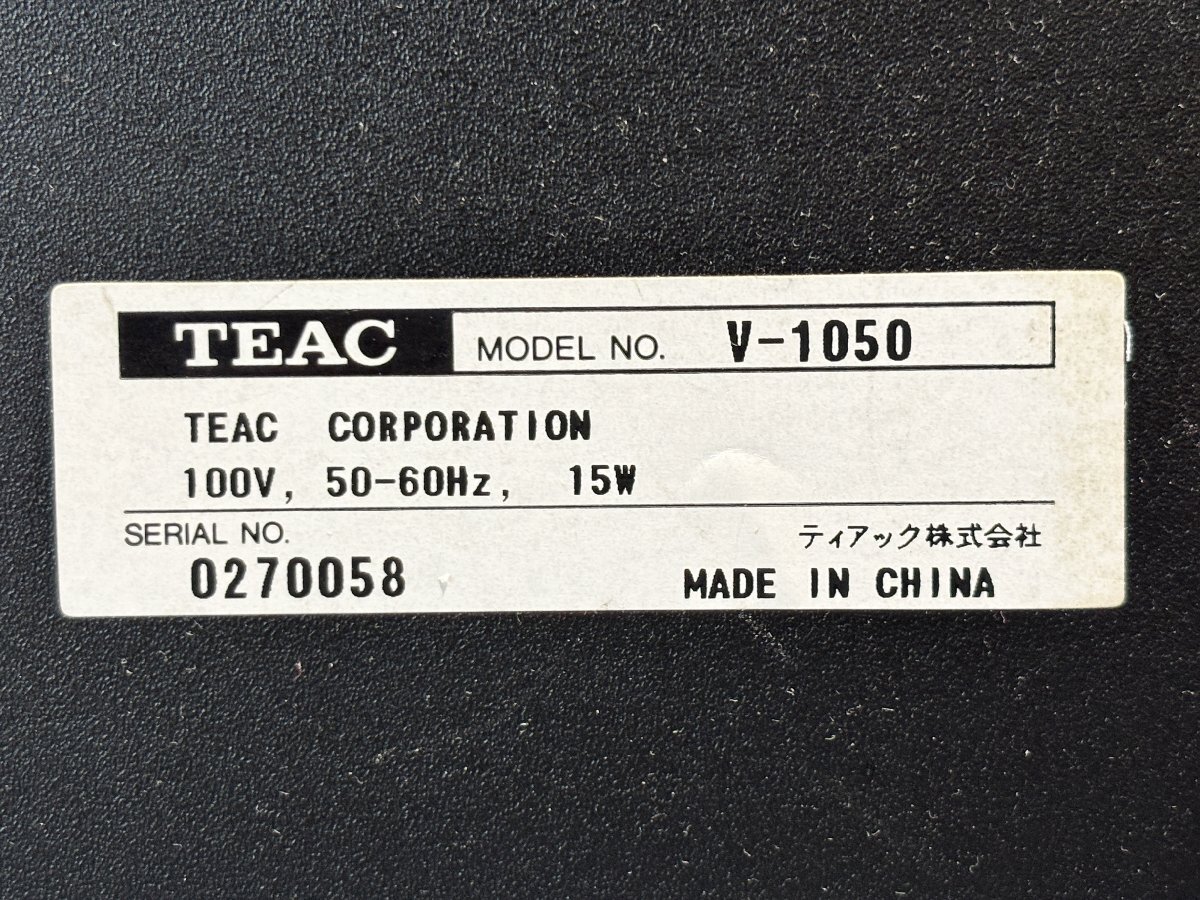 TEAC MODEL NO. V-1050
TEAC CORPORATION
100V, 50-60Hz, 15W
SERIAL NO. ティアック株式会社
0270058 MADE IN CHINA